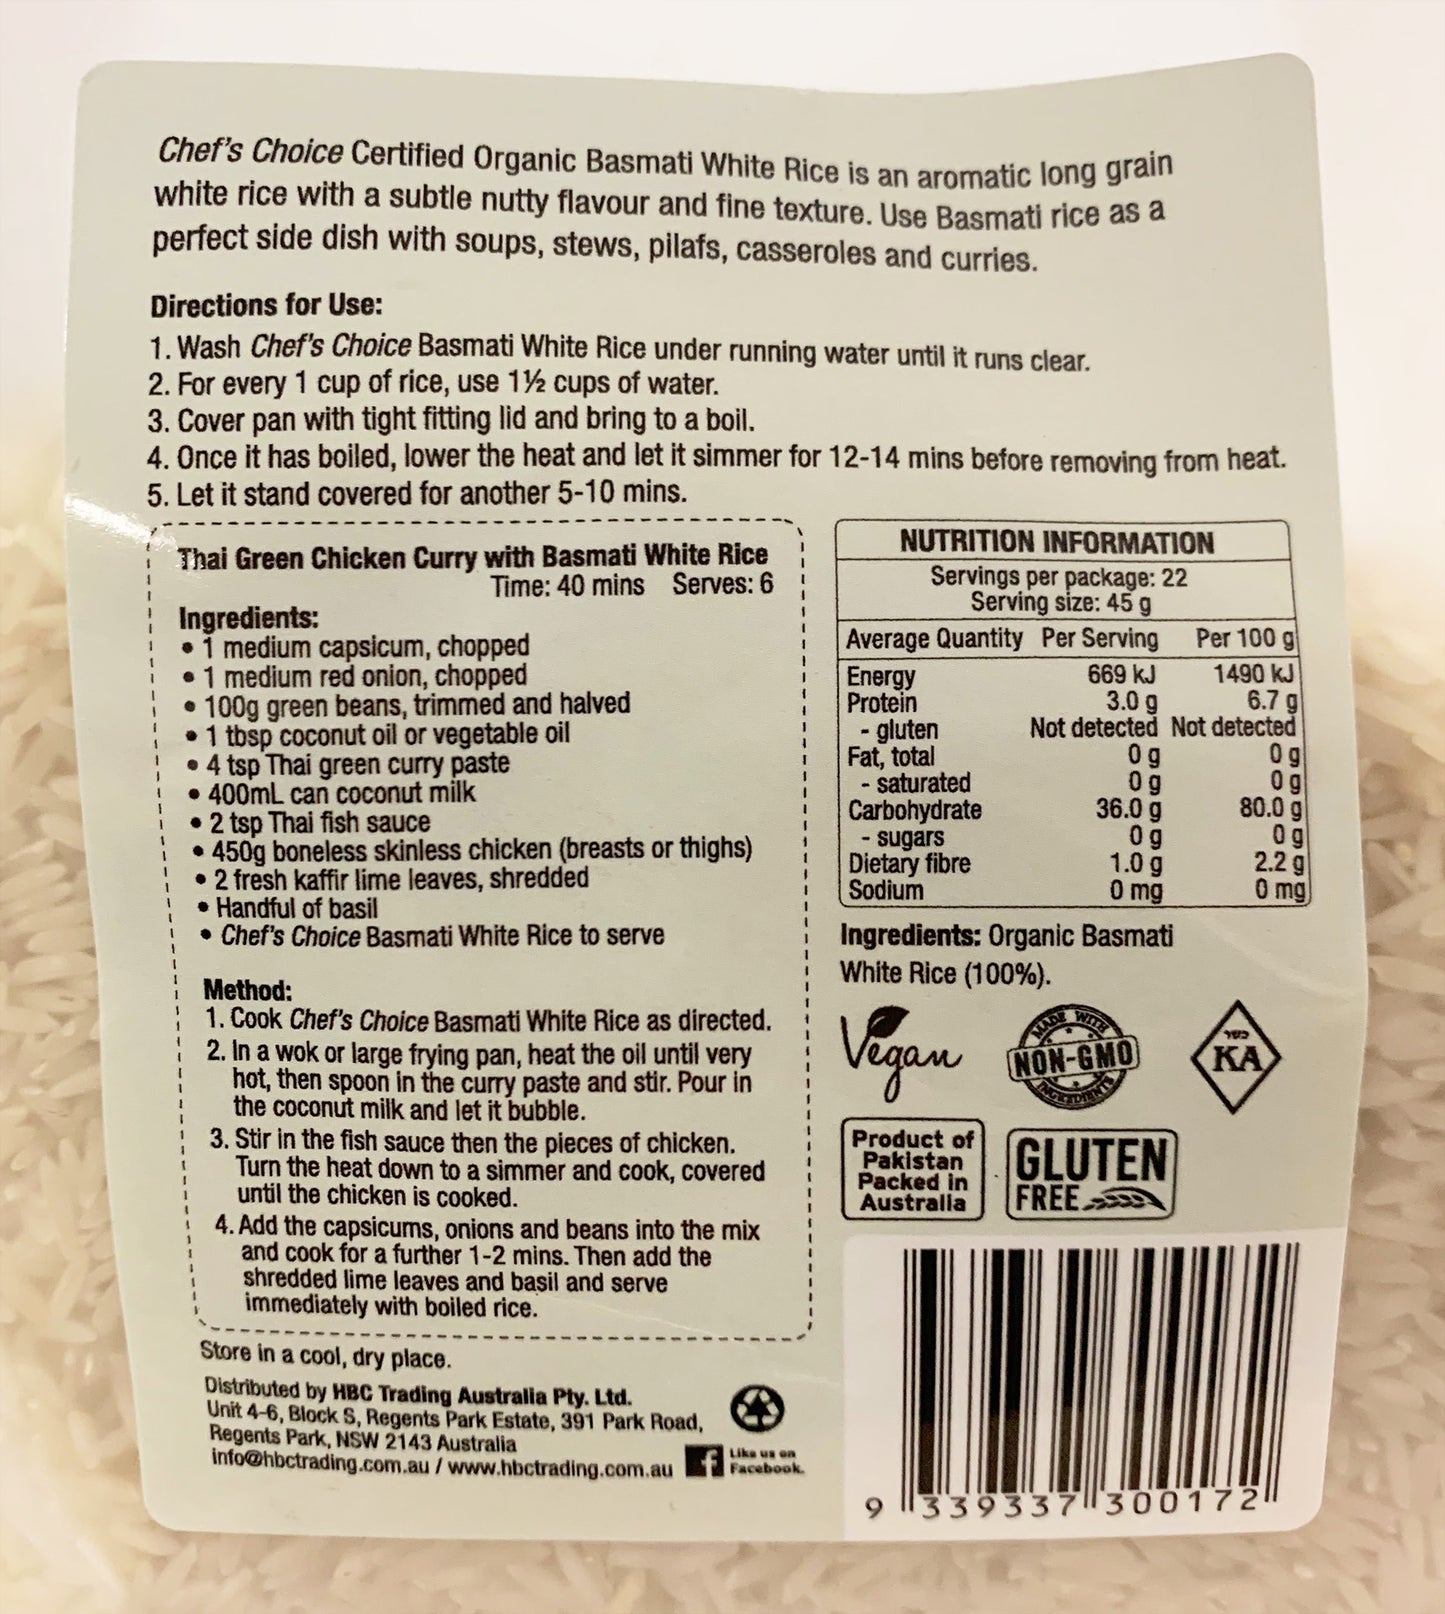 Chef's Choice Certified Organic Basmati White Rice is an aromatic long grain
white rice with a subtle nutty flavour and fine texture. Use Basmati rice as a
perfect side dish with soups, stews, pilafs, casseroles and curries.
Directions for Use:
1. Wash Chef's Choice Basmati White Rice under running water until it runs clear.
2. For every 1 cup of rice, use 1½ cups of water.
3. Cover pan with tight fitting lid and bring to a boil.
4. Once it has boiled, lower the heat and let it simmer for 12-14 mins before removing from heat.
5. Let it stand covered for another 5-10 mins.
Thai Green Chicken Curry with Basmati White Rice
Time: 40 mins Serves: 6
Ingredients:
• 1 medium capsicum, chopped
• 1 medium red onion, chopped
• 100g green beans, trimmed and halved
• 1 tbsp coconut oil or vegetable oil
• 4 tsp Thai green curry paste
• 400mL can coconut milk
• 2 tsp Thai fish sauce
• 450g boneless skinless chicken (breasts or thighs)
• 2 fresh kaffir lime leaves, shredded
• Handful of basil
• Chef's Choice Basmati White Rice to serve
Method:
1. Cook Chef's Choice Basmati White Rice as directed.
2. In a wok or large frying pan, heat the oil until very
hot, then spoon in the curry paste and stir. Pour in
the coconut milk and let it bubble.
3. Stir in the fish sauce then the pieces of chicken.
Turn the heat down to a simmer and cook, covered
until the chicken is cooked.
4. Add the capsicums, onions and beans into the mix
and cook for a further 1-2 mins. Then add the
shredded lime leaves and basil and serve
immediately with boiled rice.
Store in a cool, dry place.
Distributed by HBC Trading Australia Pty. Ltd.
Unit 4-6, Block S, Regents Park Estate, 391 Park Road,
Regents Park, NSW 2143 Australia
info@hbctrading.com.au / www.hbctrading.com.au
Like us on
Facebook.
NUTRITION INFORMATION
Servings per package: 22
Serving size: 45 g
Average Quantity Per Serving Per 100 g
Energy 669 kJ 1490 kJ
Protein 3.0 g 6.7 g
- gluten Not detected Not detected
Fat, total 0 g 0 g
- saturated 0 g 0 g
Carbohydrate 36.0 g 80.0 g
- sugars 0 g 0 g
Dietary fibre 1.0 g 2.2 g
Sodium 0 mg 0 mg
Ingredients: Organic Basmati
White Rice (100%).
Vegan
MADE WITH
NON-GMO
INGREDIENTS
כשר
KA
Product of
Pakistan
Packed in
Australia
GLUTEN
FREE
9 339337 300172